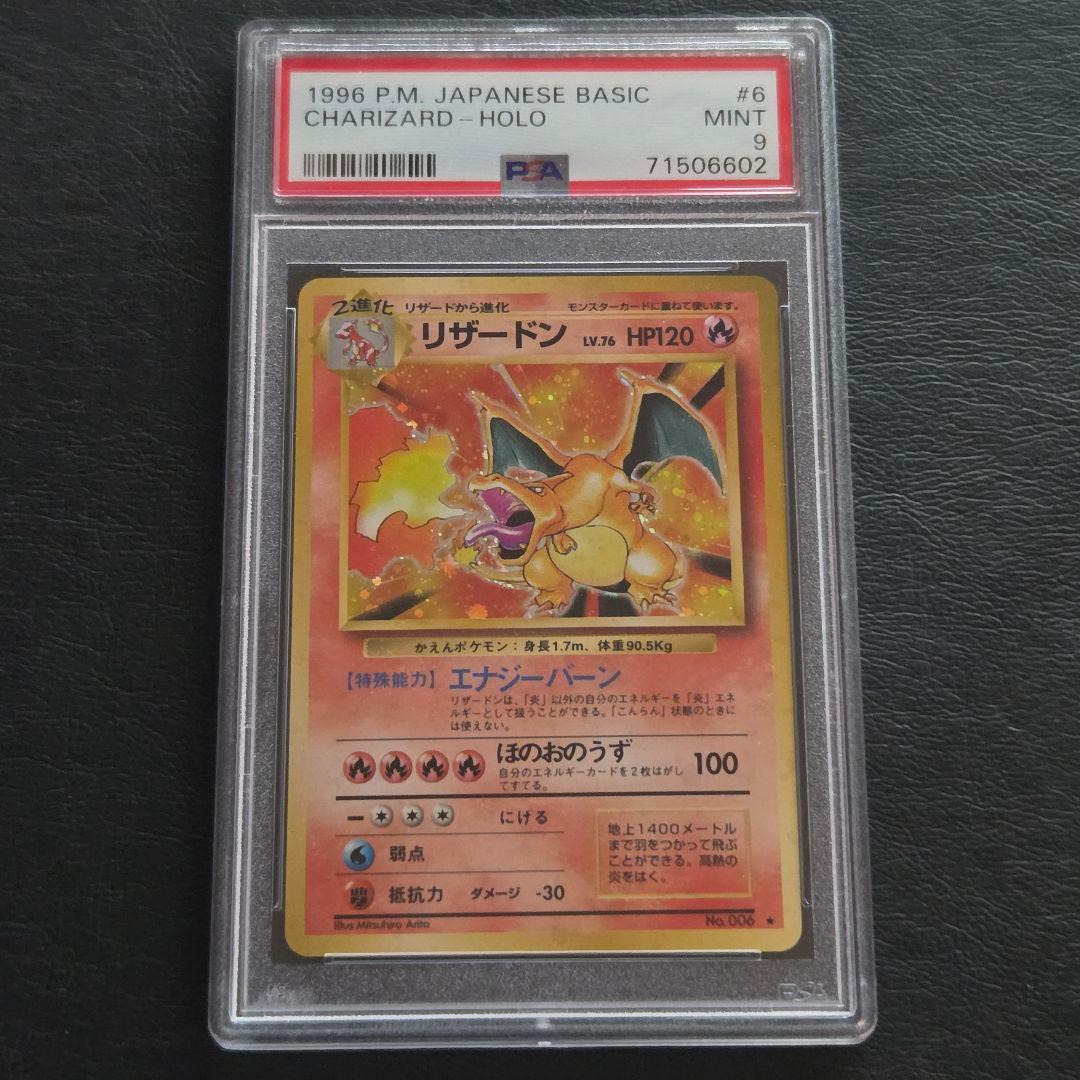 1996 P.M. JAPANESE BASIC #6
CHARIZARD-HOLO MINT
9
PSA 71506602
2進化 リザードから進化 モンスターカードに重ねて使います。
リザードン LV.76 HP120
かえんポケモン：身長1.7m、体重90.5Kg
【特殊能力】 エナジーバーン
リザードンは、「炎」以外の自分のエネルギーを「炎」エネ
ルギーとして扱うことができる。「こんらん」状態のときに
は使えない。
ほのおのうず 100
自分のエネルギーカードを2枚はがし
てすてる。
にげる
弱点
抵抗力 ダメージ -30
地上1400メートル
まで羽をつかって飛ぶ
ことができる。高熱の
炎をはく。
Illus.Mitsuhiro Arita No.006 ★
PSA